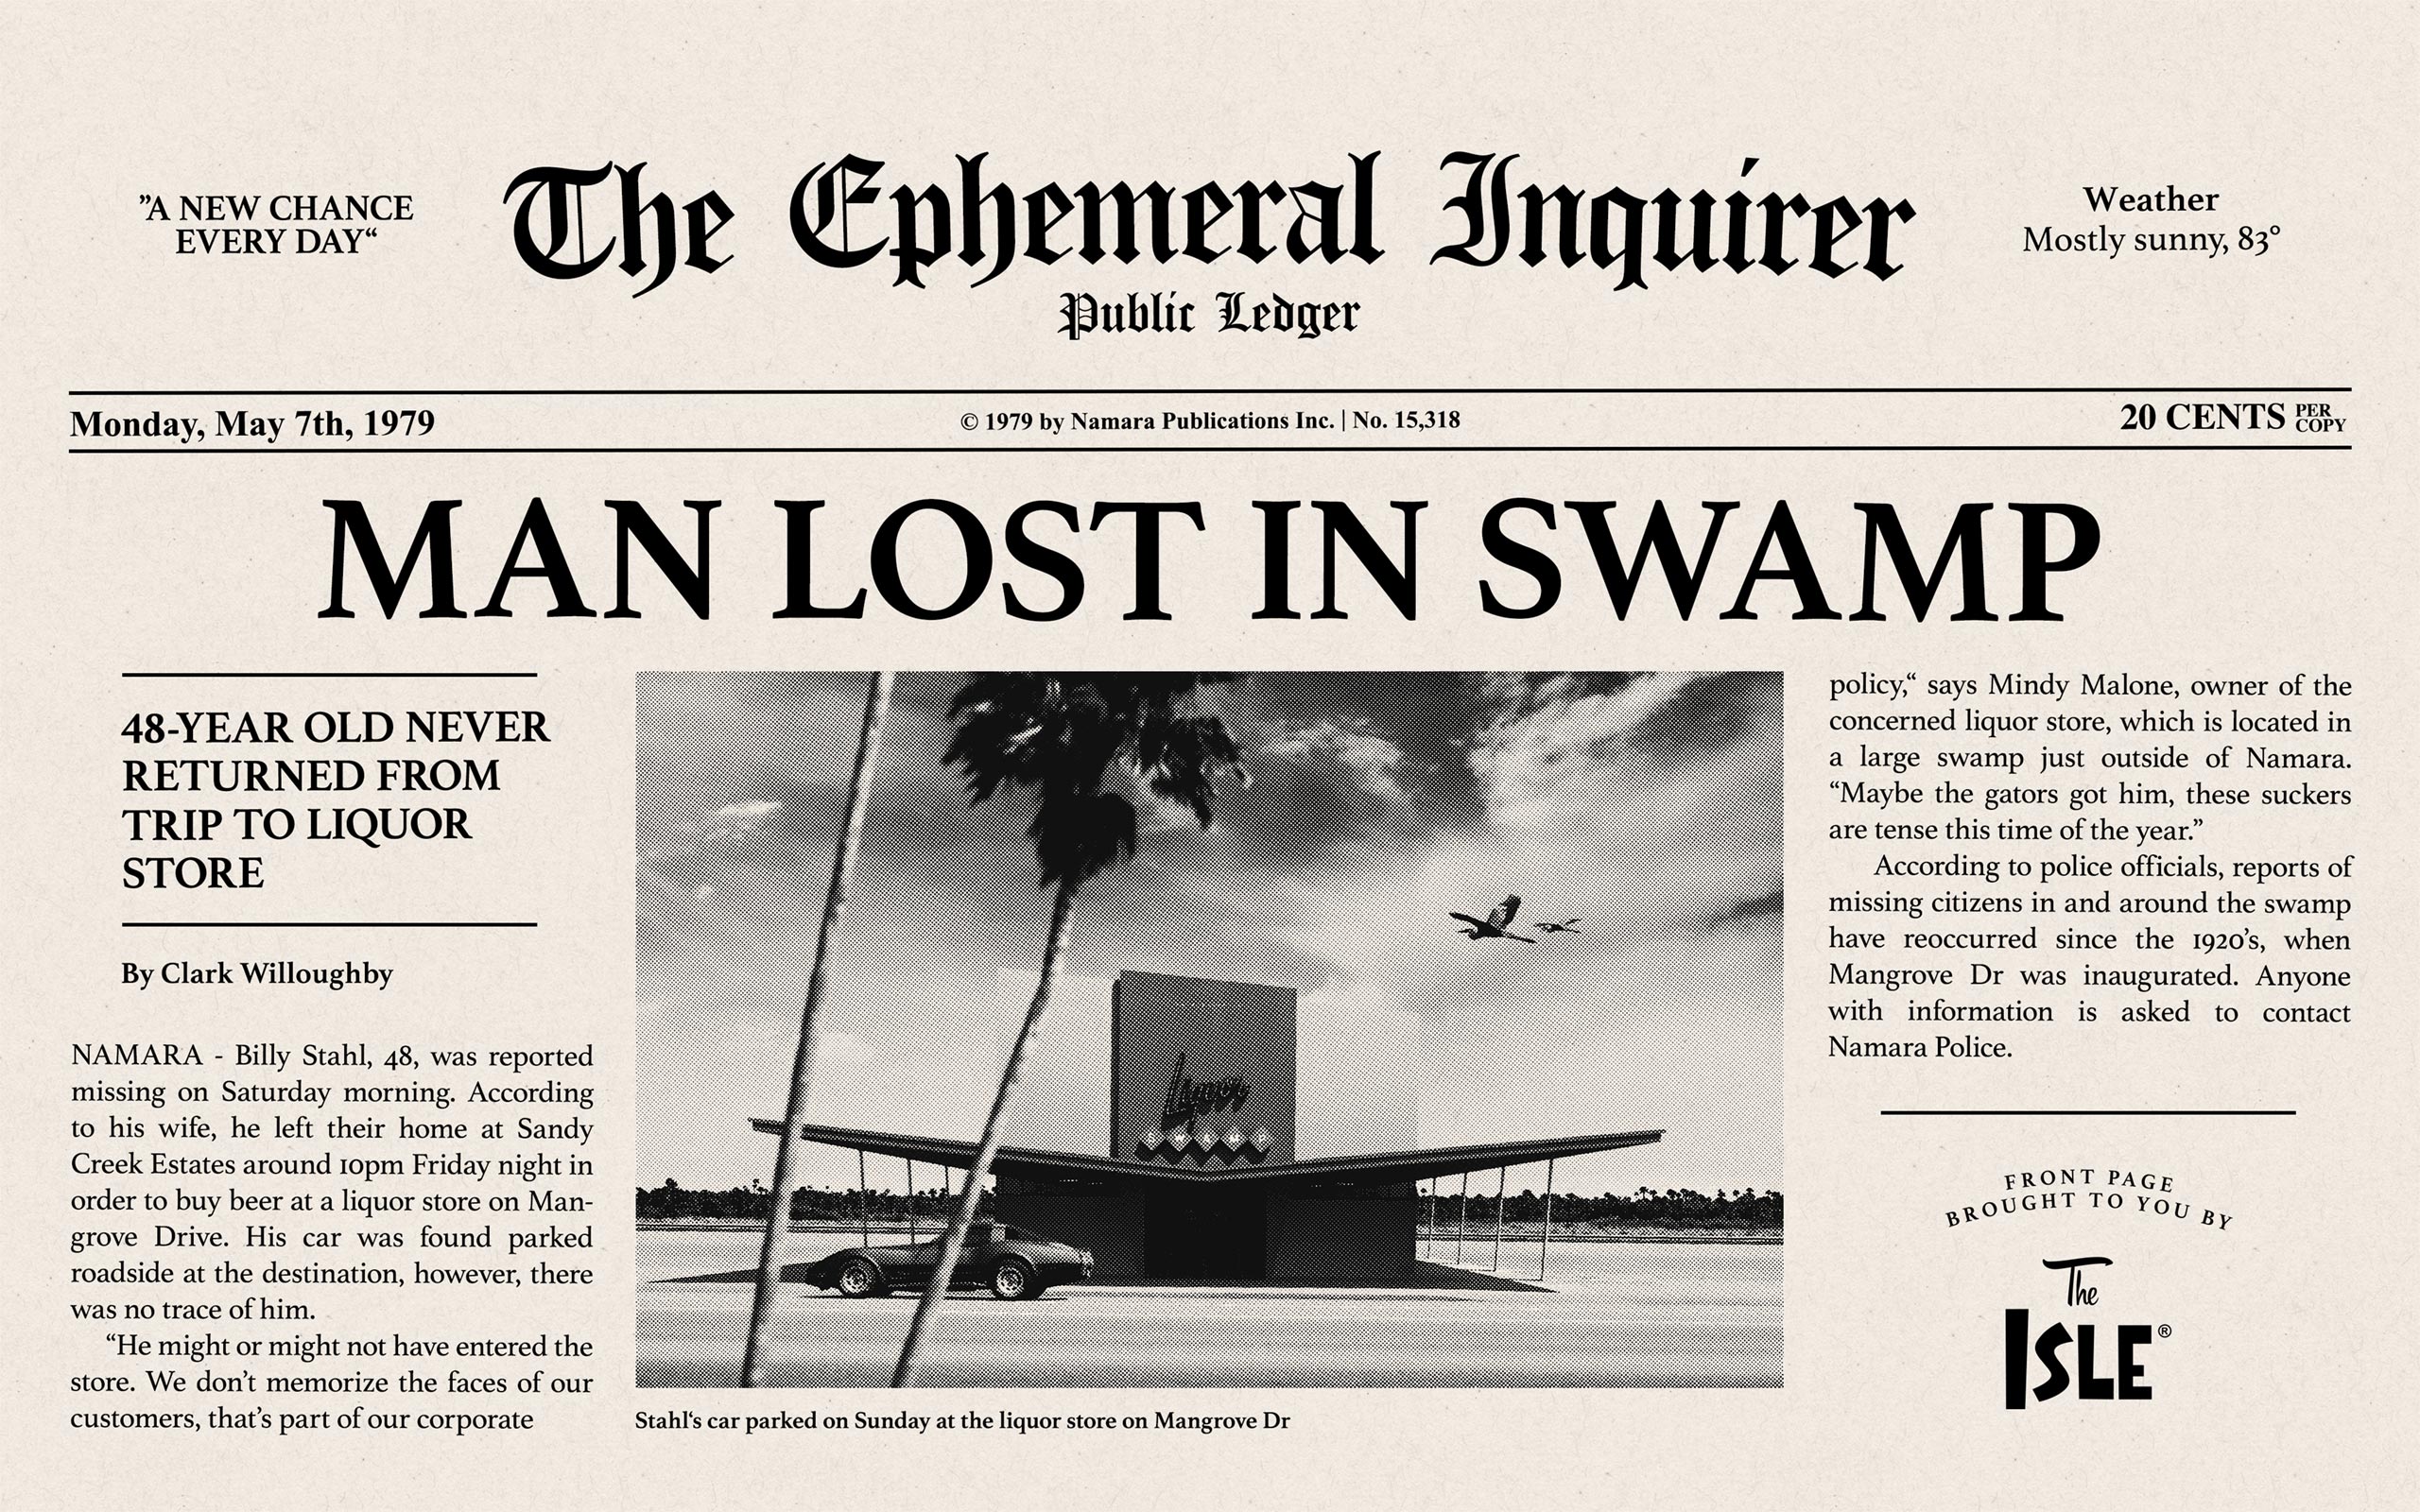 ”A NEW CHANCE
EVERY DAY“
The Ephemeral Inquirer
Public Ledger
Weather
Mostly sunny, 83°
Monday, May 7th, 1979
© 1979 by Namara Publications Inc. | No. 15,318
20 CENTS PER COPY
MAN LOST IN SWAMP
48-YEAR OLD NEVER
RETURNED FROM
TRIP TO LIQUOR
STORE
By Clark Willoughby
NAMARA - Billy Stahl, 48, was reported
missing on Saturday morning. According
to his wife, he left their home at Sandy
Creek Estates around 10pm Friday night in
order to buy beer at a liquor store on Man-
grove Drive. His car was found parked
roadside at the destination, however, there
was no trace of him.
“He might or might not have entered the
store. We don’t memorize the faces of our
customers, that’s part of our corporate
Liquor
SWAMP
Stahl‘s car parked on Sunday at the liquor store on Mangrove Dr
policy,“ says Mindy Malone, owner of the
concerned liquor store, which is located in
a large swamp just outside of Namara.
“Maybe the gators got him, these suckers
are tense this time of the year.”
According to police officials, reports of
missing citizens in and around the swamp
have reoccurred since the 1920’s, when
Mangrove Dr was inaugurated. Anyone
with information is asked to contact
Namara Police.
FRONT PAGE
BROUGHT TO YOU BY
The
ISLE®